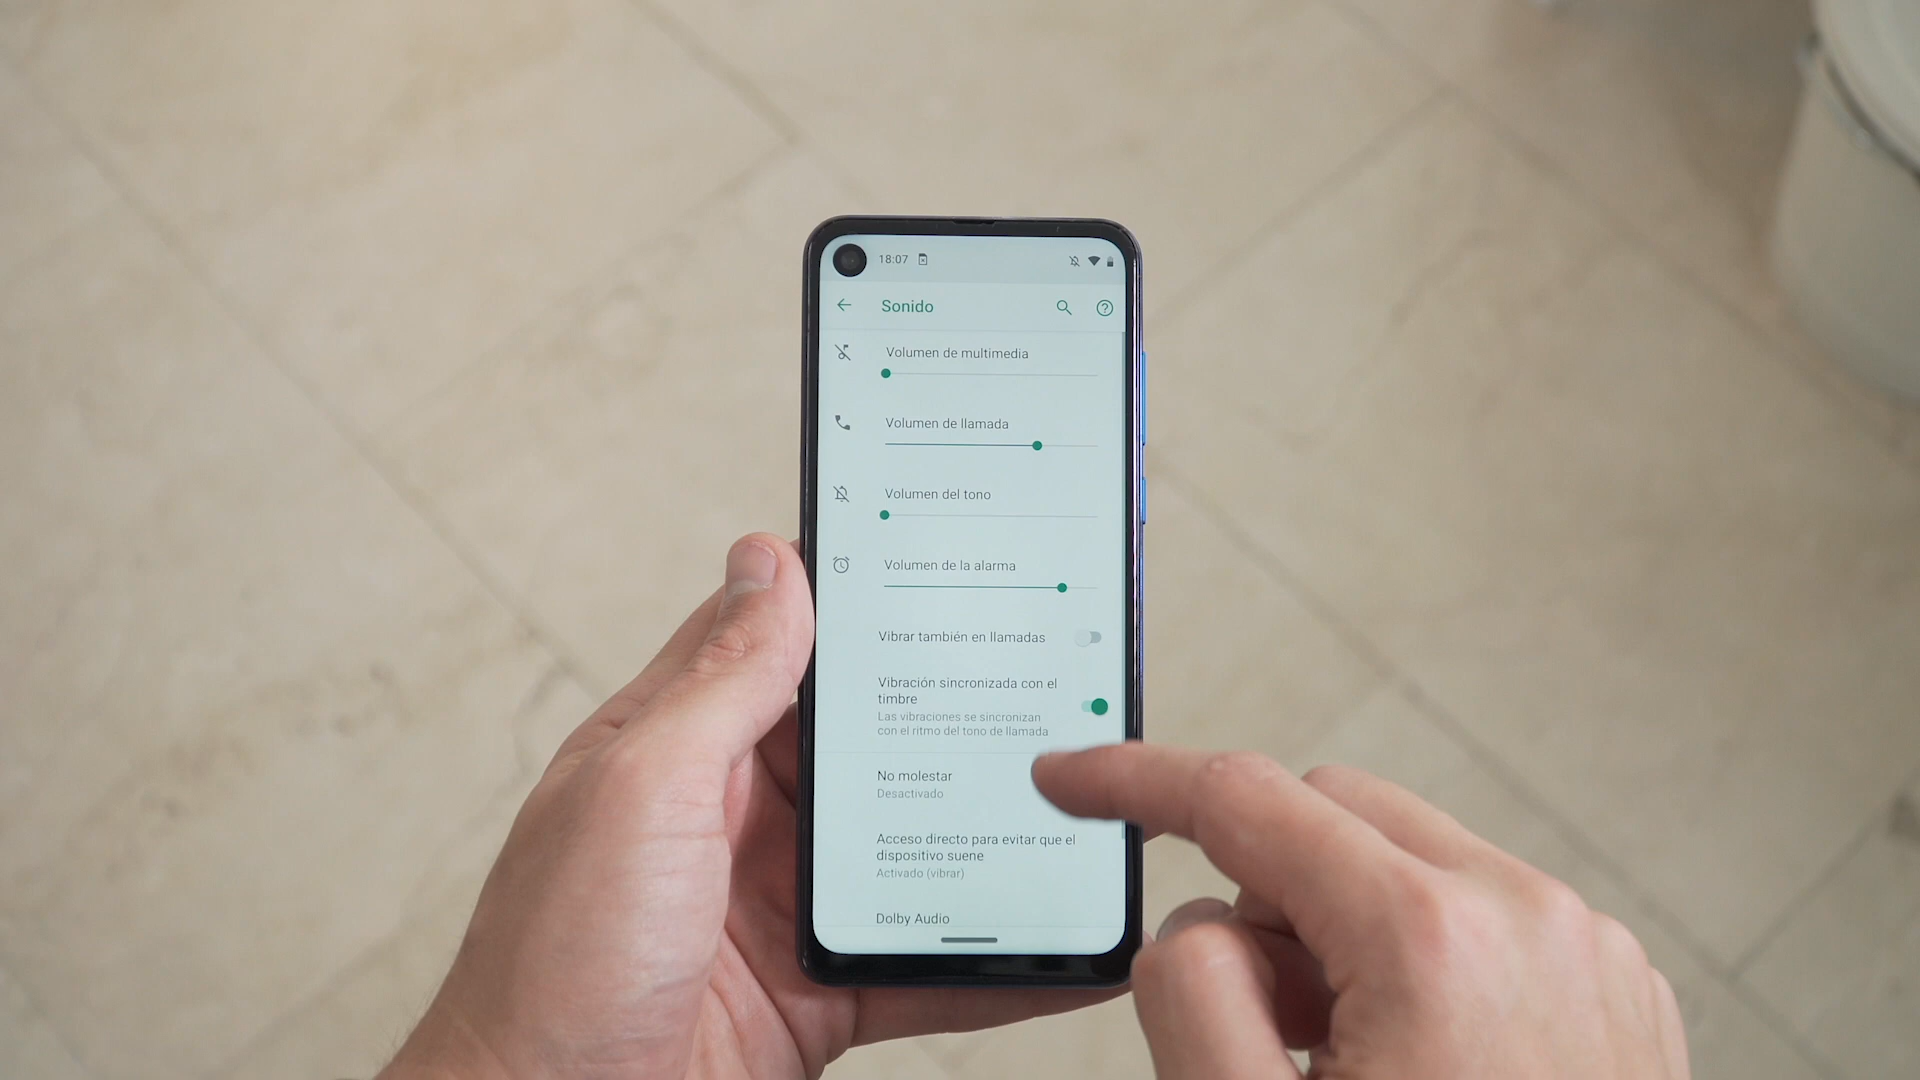 18:07
Sonido
Volumen de multimedia
Volumen de llamada
Volumen del tono
Volumen de la alarma
Vibrar también en llamadas
Vibración sincronizada con el
timbre
Las vibraciones se sincronizan
con el ritmo del tono de llamada
No molestar
Desactivado
Acceso directo para evitar que el
dispositivo suene
Activado (vibrar)
Dolby Audio